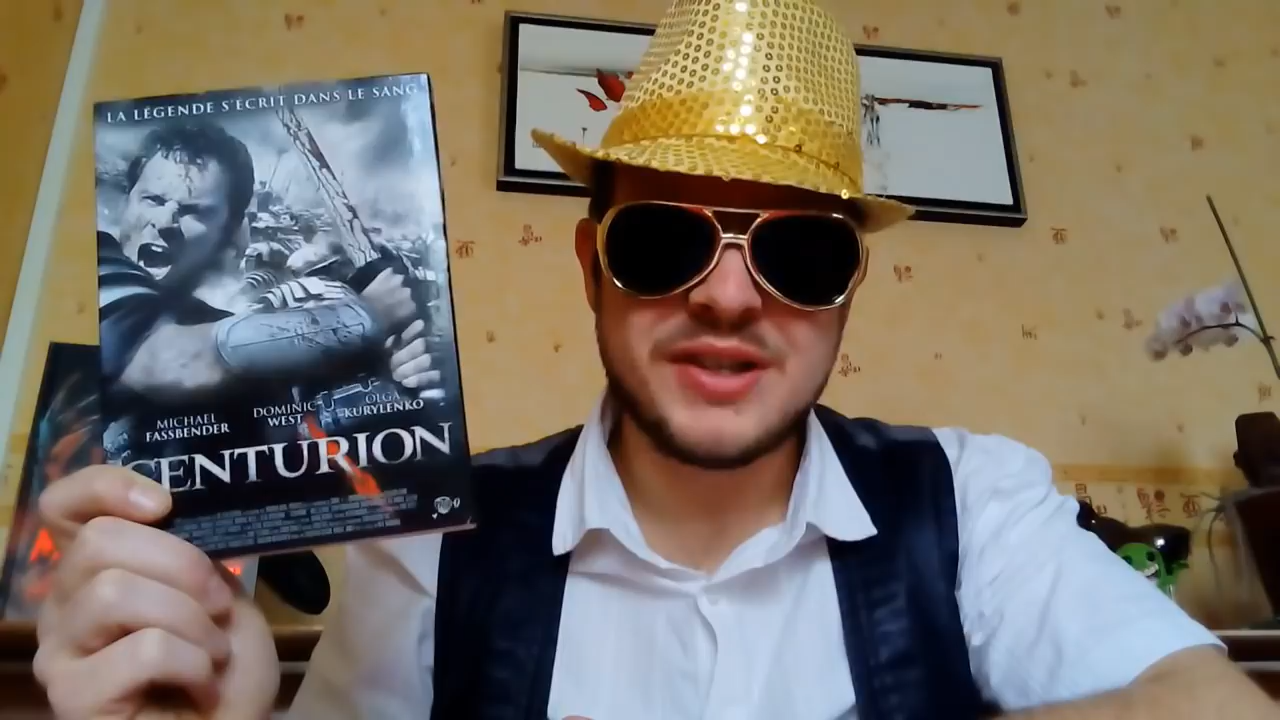 LA LÉGENDE S'ÉCRIT DANS LE SANG
MICHAEL FASSBENDER
DOMINIC WEST
OLGA KURYLENKO
CENTURION